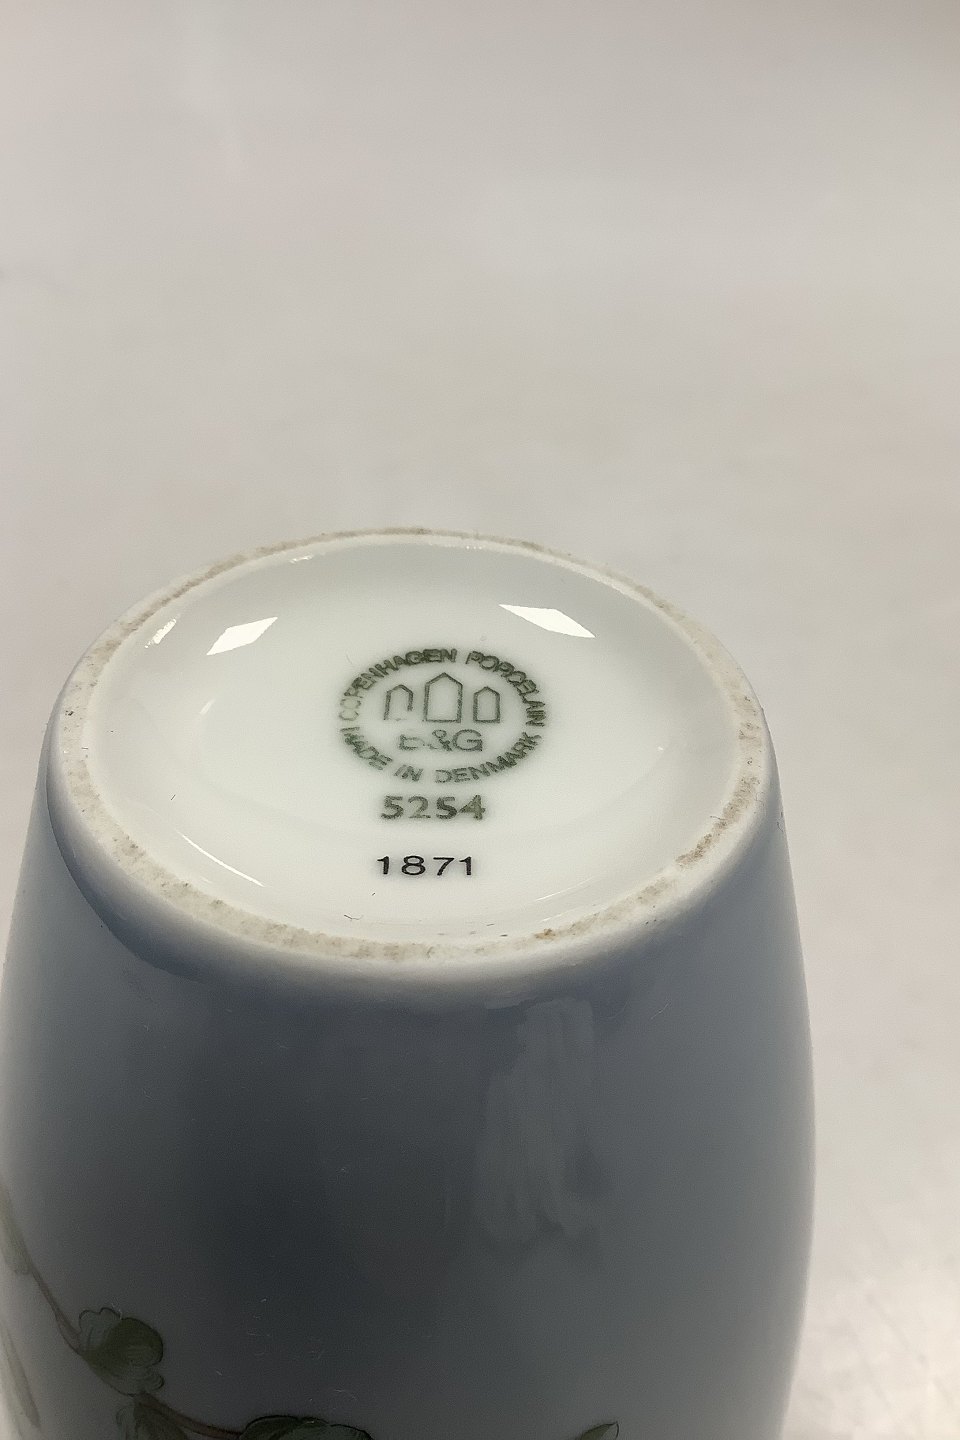 COPENHAGEN PORCELAIN
B&G
MADE IN DENMARK
5254
1871